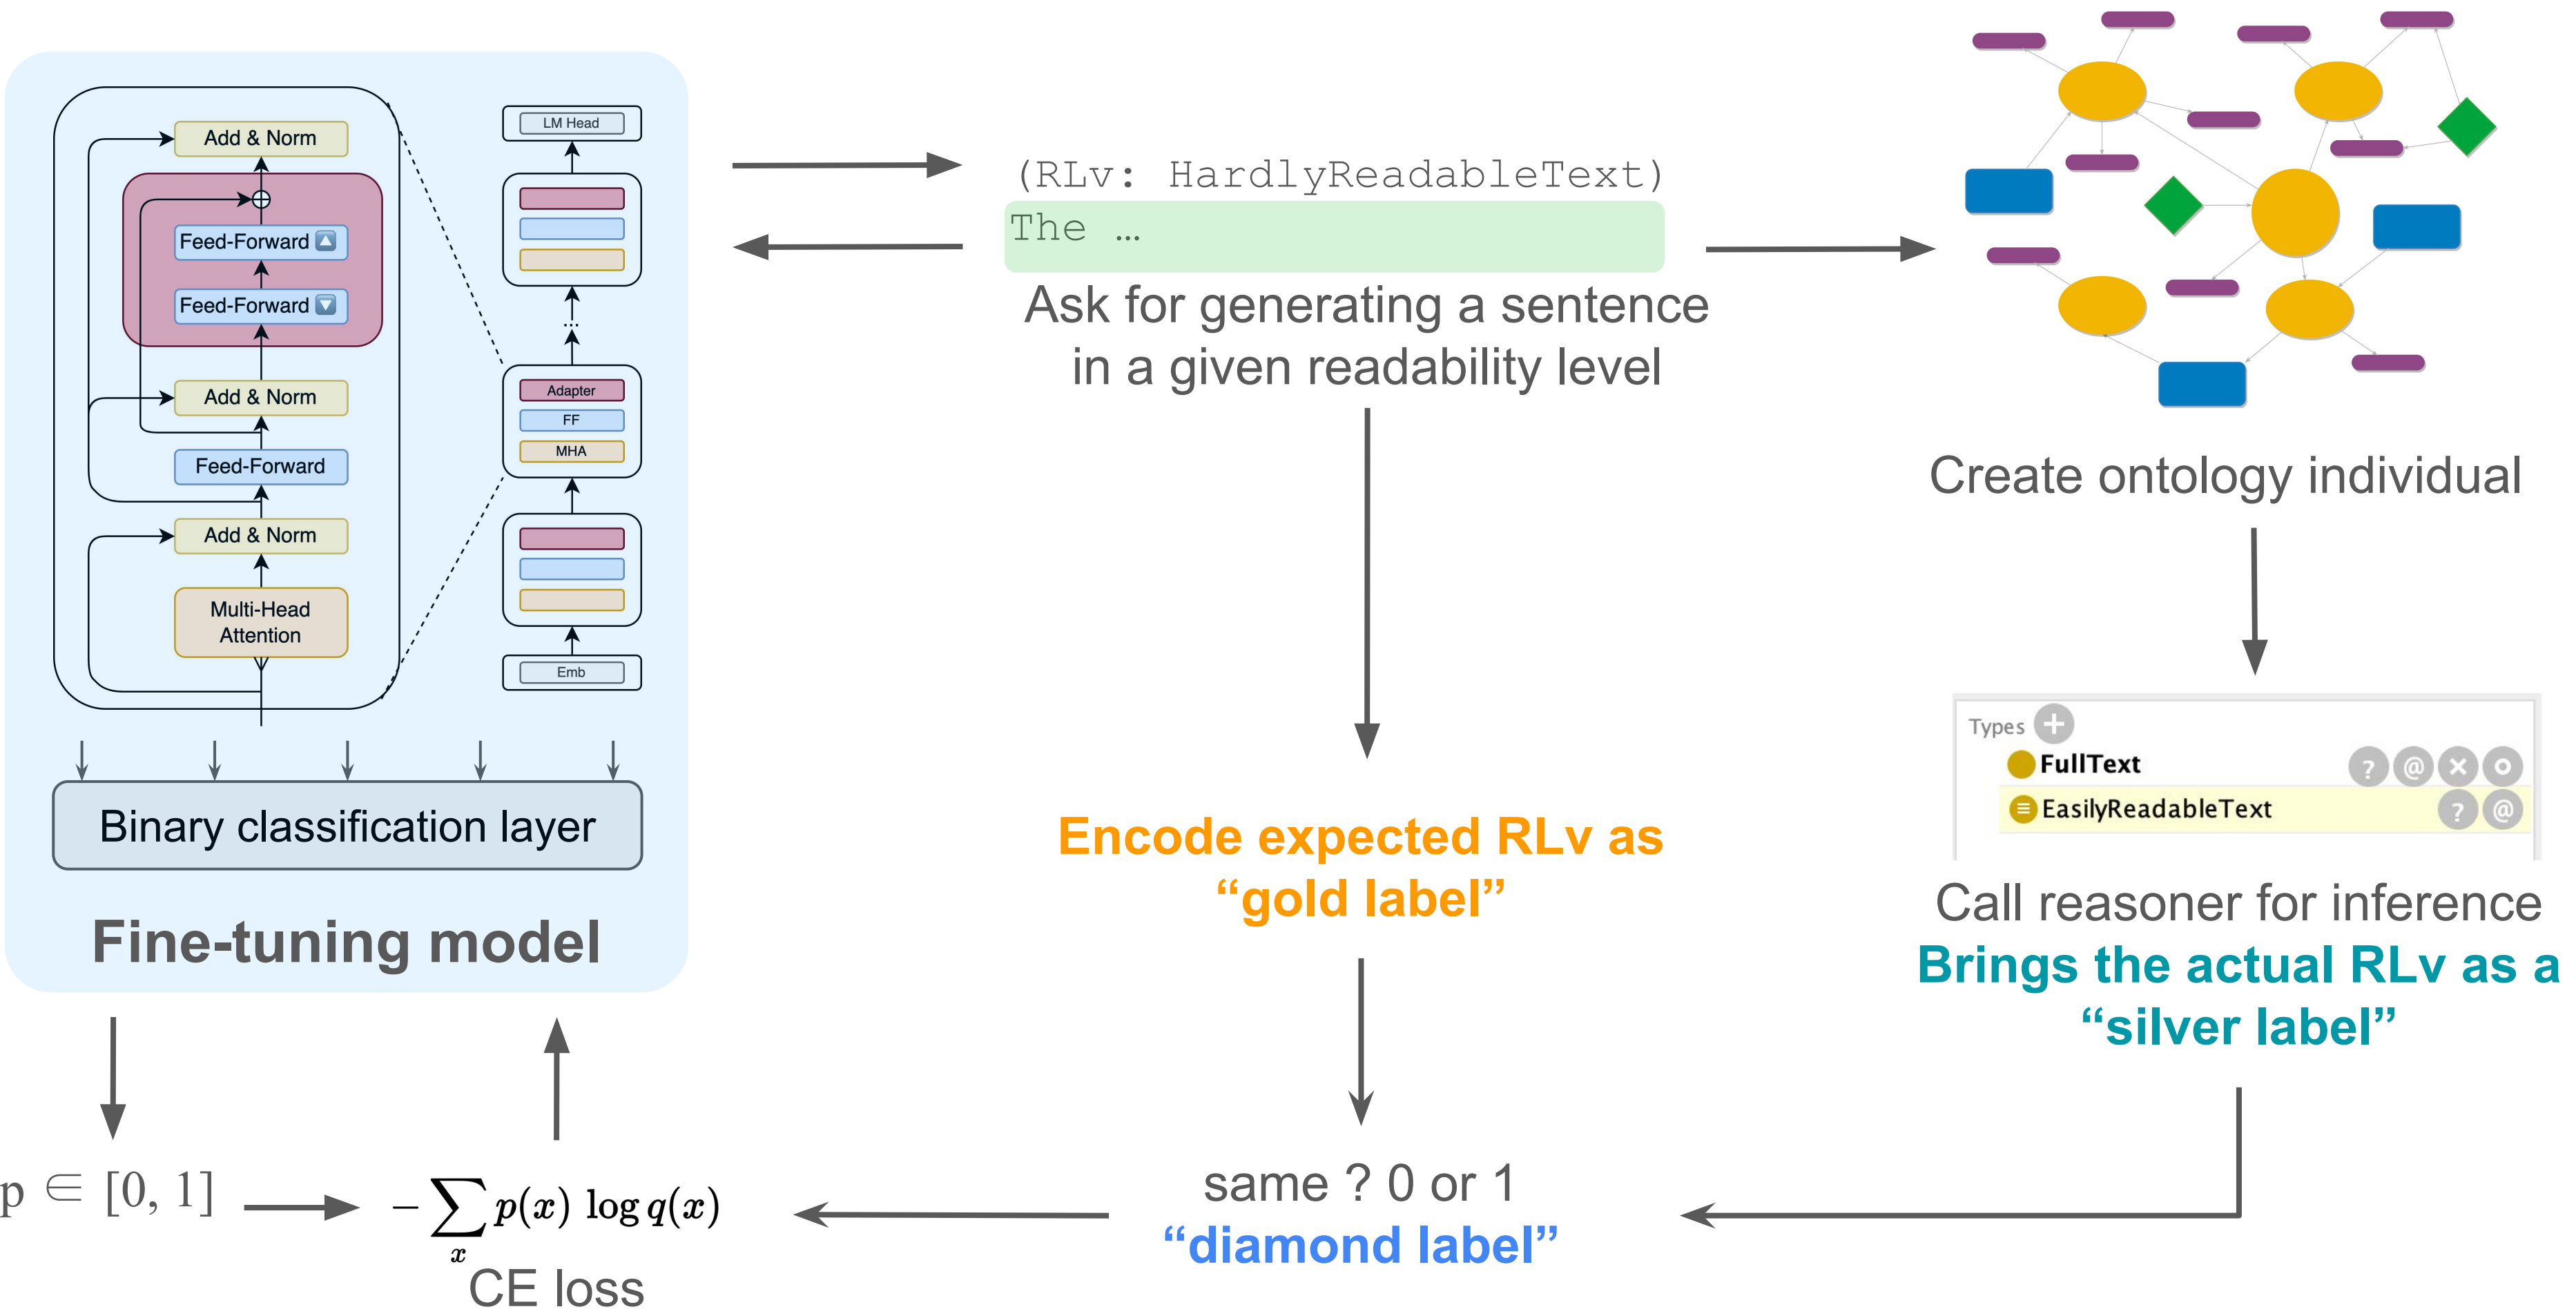 Add & Norm
Feed-Forward
Feed-Forward
Add & Norm
Feed-Forward
Add & Norm
Multi-Head
Attention
LM Head
...
Adapter
FF
MHA
Emb
Binary classification layer
Fine-tuning model
p ∈ [0, 1]
− ∑ p(x) log q(x)
x
CE loss
(RLv: HardlyReadableText)
The …
Ask for generating a sentence
in a given readability level
Encode expected RLv as
“gold label”
same ? 0 or 1
“diamond label”
Create ontology individual
Types +
FullText ? @ × o
≡ EasilyReadableText ? @
Call reasoner for inference
Brings the actual RLv as a
“silver label”